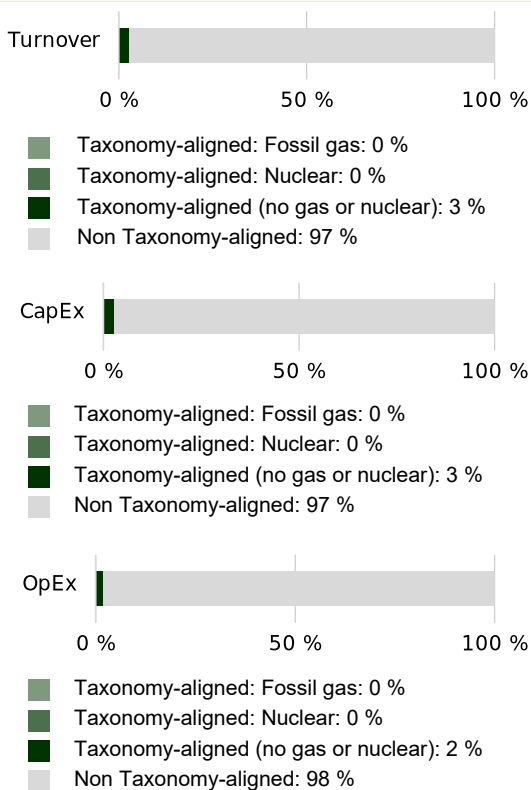 Turnover
0 % 50 % 100 %
Taxonomy-aligned: Fossil gas: 0 %
Taxonomy-aligned: Nuclear: 0 %
Taxonomy-aligned (no gas or nuclear): 3 %
Non Taxonomy-aligned: 97 %
CapEx
0 % 50 % 100 %
Taxonomy-aligned: Fossil gas: 0 %
Taxonomy-aligned: Nuclear: 0 %
Taxonomy-aligned (no gas or nuclear): 3 %
Non Taxonomy-aligned: 97 %
OpEx
0 % 50 % 100 %
Taxonomy-aligned: Fossil gas: 0 %
Taxonomy-aligned: Nuclear: 0 %
Taxonomy-aligned (no gas or nuclear): 2 %
Non Taxonomy-aligned: 98 %